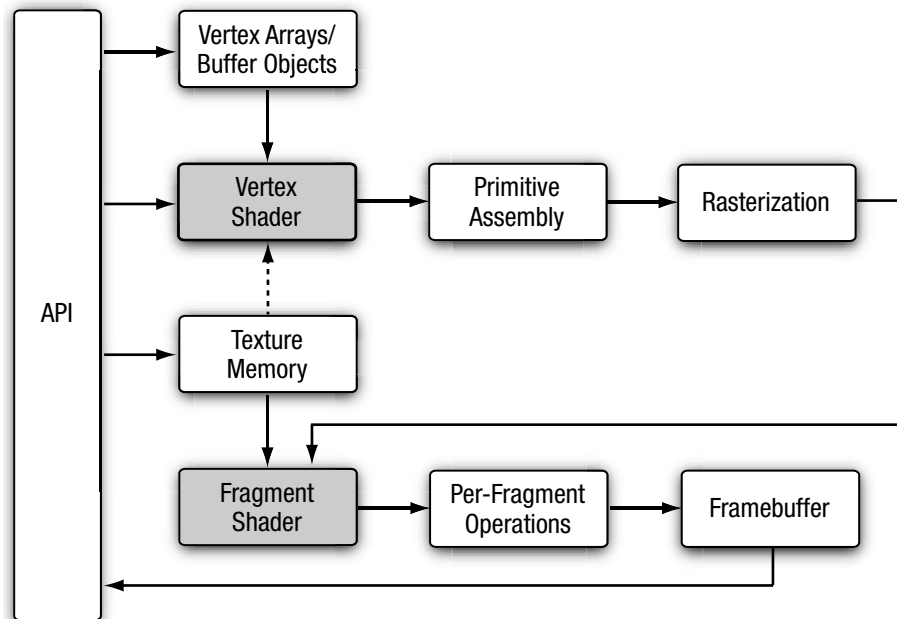 Vertex Arrays/
Buffer Objects
Vertex
Shader
Primitive
Assembly
Rasterization
API
Texture
Memory
Fragment
Shader
Per-Fragment
Operations
Framebuffer